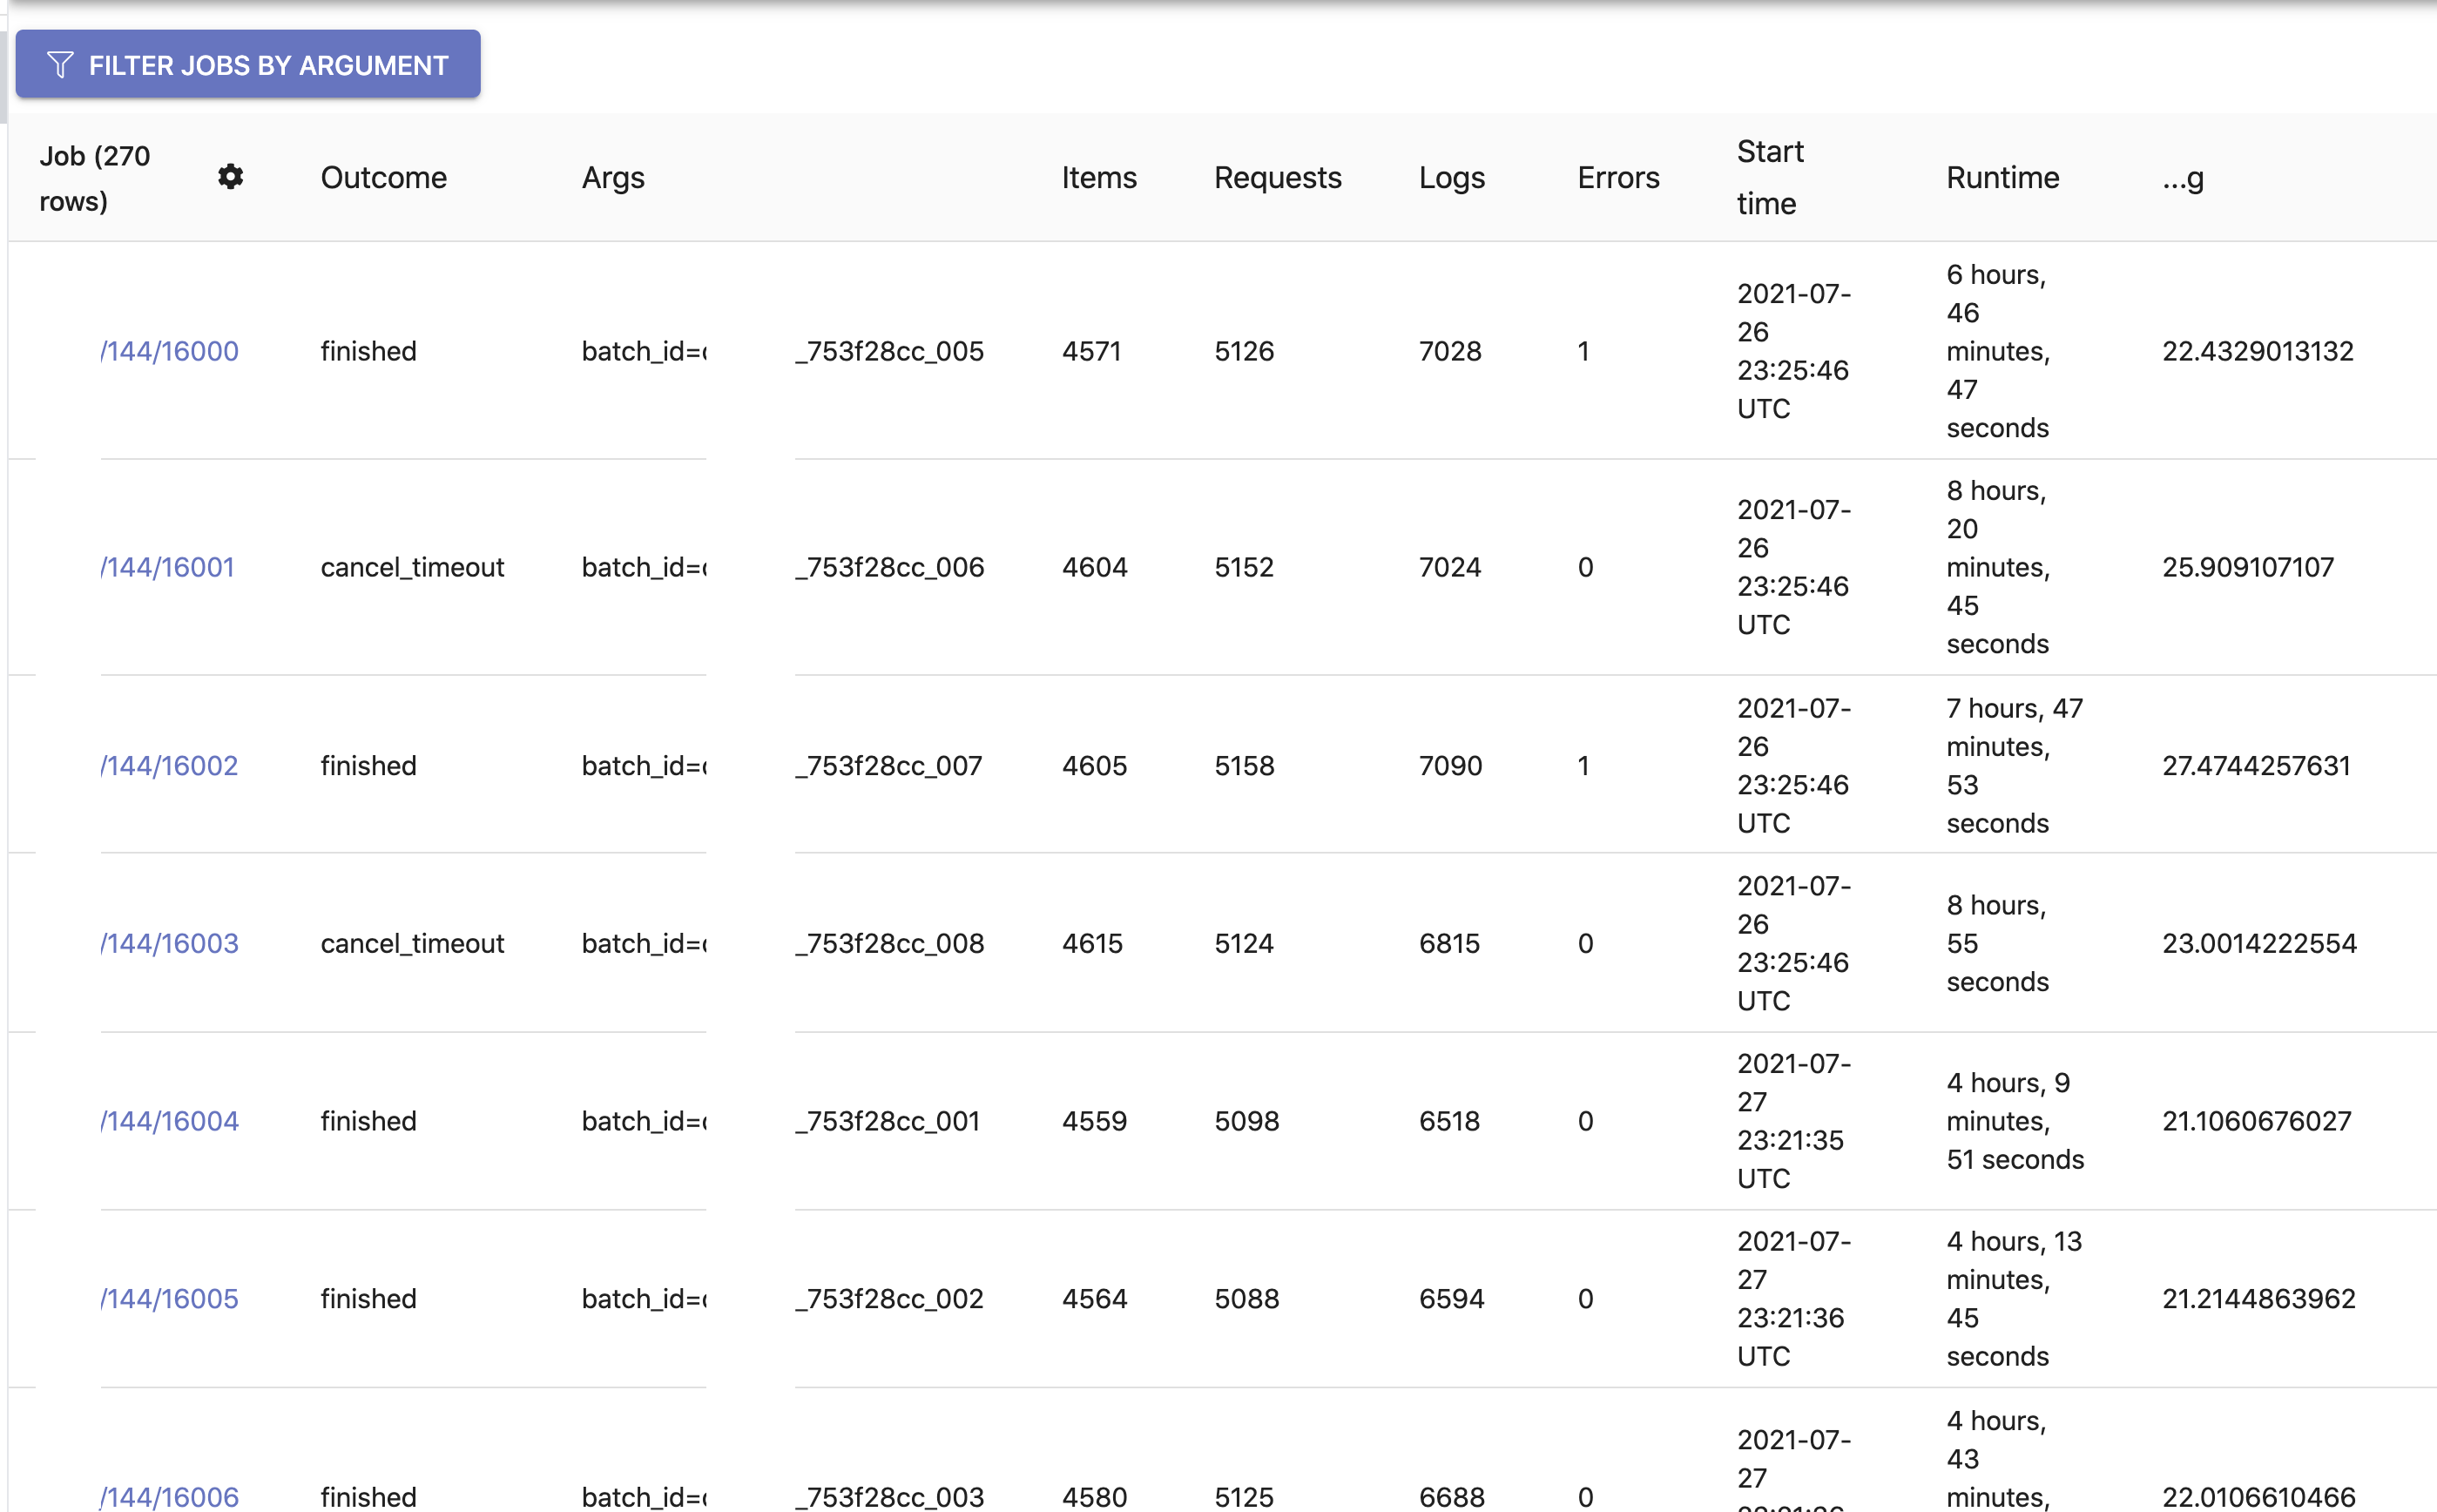 FILTER JOBS BY ARGUMENT
Job (270 rows) Outcome Args Items Requests Logs Errors Start time Runtime ...g
/144/16000 finished batch_id= _753f28cc_005 4571 5126 7028 1 2021-07-26 23:25:46 UTC 6 hours, 46 minutes, 47 seconds 22.4329013132
/144/16001 cancel_timeout batch_id= _753f28cc_006 4604 5152 7024 0 2021-07-26 23:25:46 UTC 8 hours, 20 minutes, 45 seconds 25.909107107
/144/16002 finished batch_id= _753f28cc_007 4605 5158 7090 1 2021-07-26 23:25:46 UTC 7 hours, 47 minutes, 53 seconds 27.4744257631
/144/16003 cancel_timeout batch_id= _753f28cc_008 4615 5124 6815 0 2021-07-26 23:25:46 UTC 8 hours, 55 seconds 23.0014222554
/144/16004 finished batch_id= _753f28cc_001 4559 5098 6518 0 2021-07-27 23:21:35 UTC 4 hours, 9 minutes, 51 seconds 21.1060676027
/144/16005 finished batch_id= _753f28cc_002 4564 5088 6594 0 2021-07-27 23:21:36 UTC 4 hours, 13 minutes, 45 seconds 21.2144863962
/144/16006 finished batch_id= _753f28cc_003 4580 5125 6688 0 2021-07-27 4 hours, 43 minutes, 22.0106610466